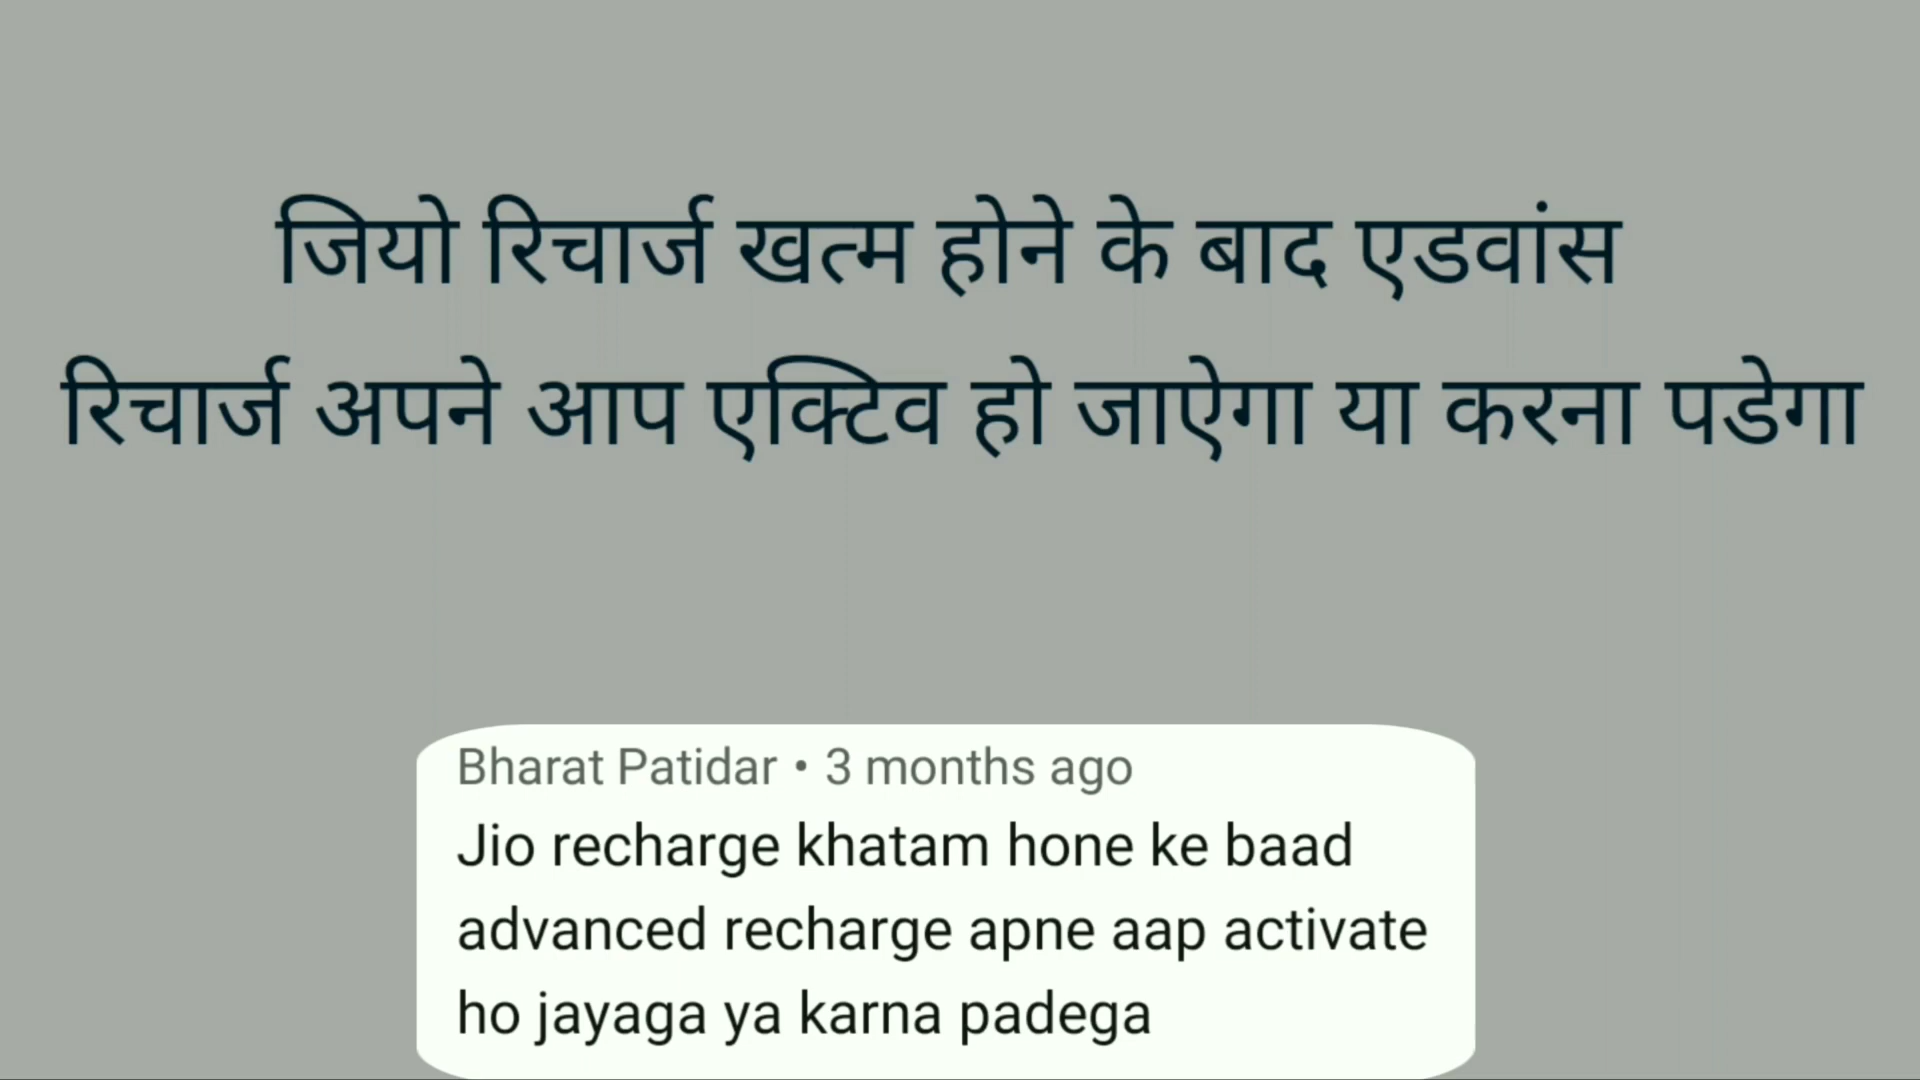 जियो रिचार्ज खत्म होने के बाद एडवांस
रिचार्ज अपने आप एक्टिव हो जाऐगा या करना पडेगा
Bharat Patidar • 3 months ago
Jio recharge khatam hone ke baad
advanced recharge apne aap activate
ho jayaga ya karna padega